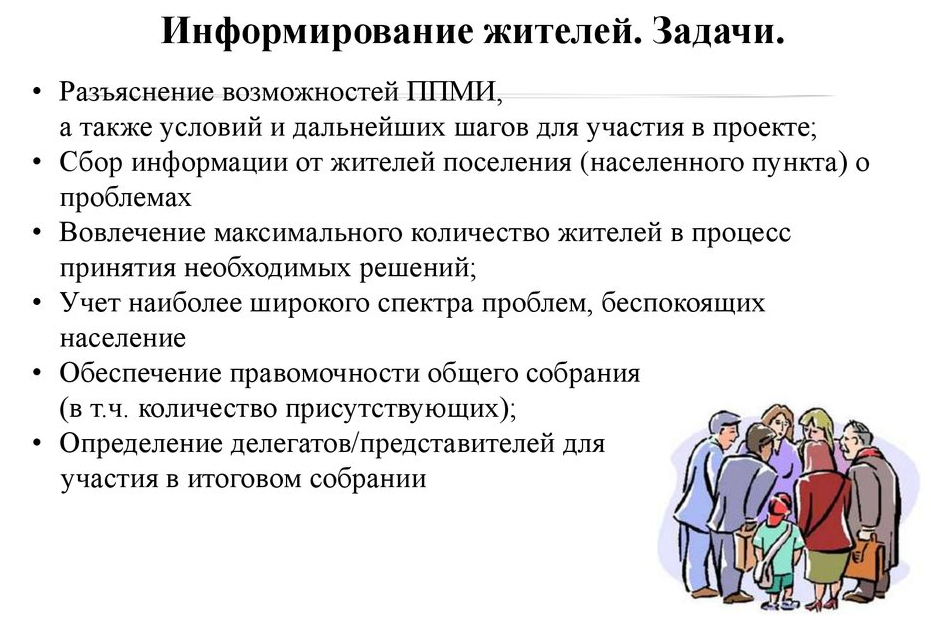 Информирование жителей. Задачи.
• Разъяснение возможностей ППМИ,
а также условий и дальнейших шагов для участия в проекте;
• Сбор информации от жителей поселения (населенного пункта) о
проблемах
• Вовлечение максимального количество жителей в процесс
принятия необходимых решений;
• Учет наиболее широкого спектра проблем, беспокоящих
население
• Обеспечение правомочности общего собрания
(в т.ч. количество присутствующих);
• Определение делегатов/представителей для
участия в итоговом собрании